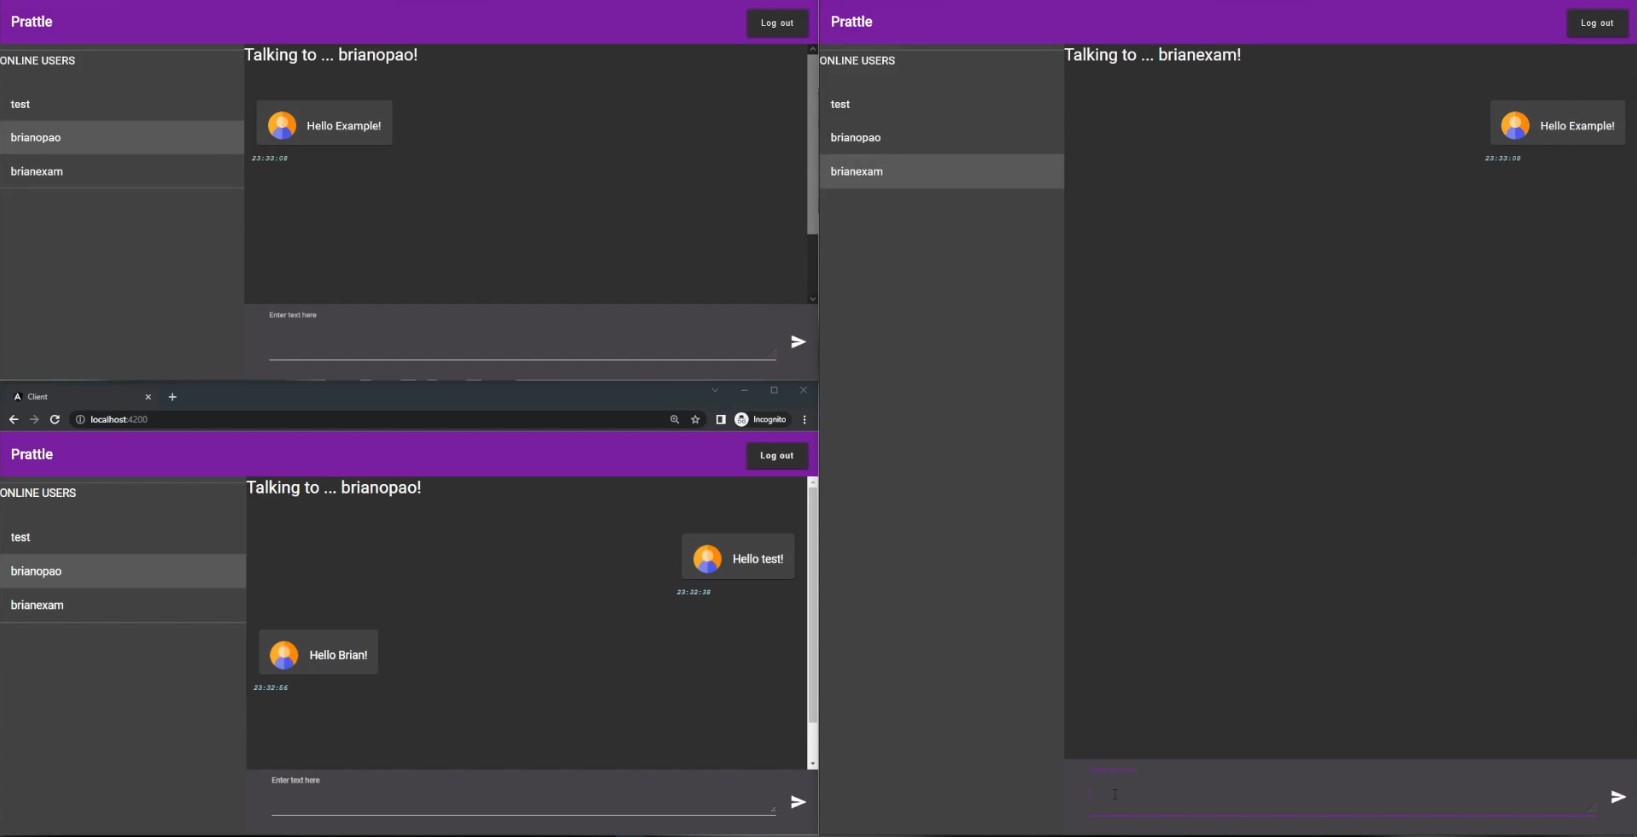 Prattle
Log out
ONLINE USERS
test
brianopao
brianexam
Talking to ... brianopao!
Hello Example!
23:33:08
Enter text here
Client
localhost:4200
Incognito
Prattle
Log out
ONLINE USERS
test
brianopao
brianexam
Talking to ... brianopao!
Hello test!
23:32:38
Hello Brian!
23:32:56
Enter text here
Prattle
Log out
ONLINE USERS
test
brianopao
brianexam
Talking to ... brianexam!
Hello Example!
23:33:08